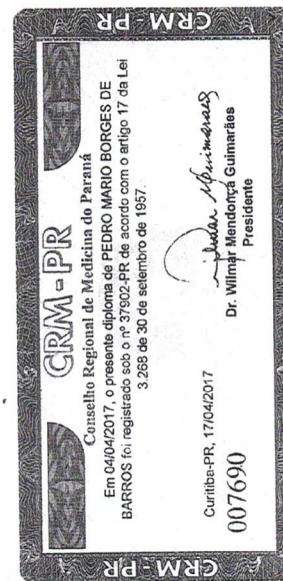 CRM - PR
CRM-PR
Conselho Regional de Medicina do Paraná
Em 04/04/2017, o presente diploma de PEDRO MARIO BORGES DE
BARROS foi registrado sob o nº 37902-PR de acordo com o artigo 17 da Lei
3.268 de 30 de setembro de 1957.
Curitiba-PR, 17/04/2017
007690
Dr. Wilmar Mendonça Guimarães
Presidente
CRM - PR